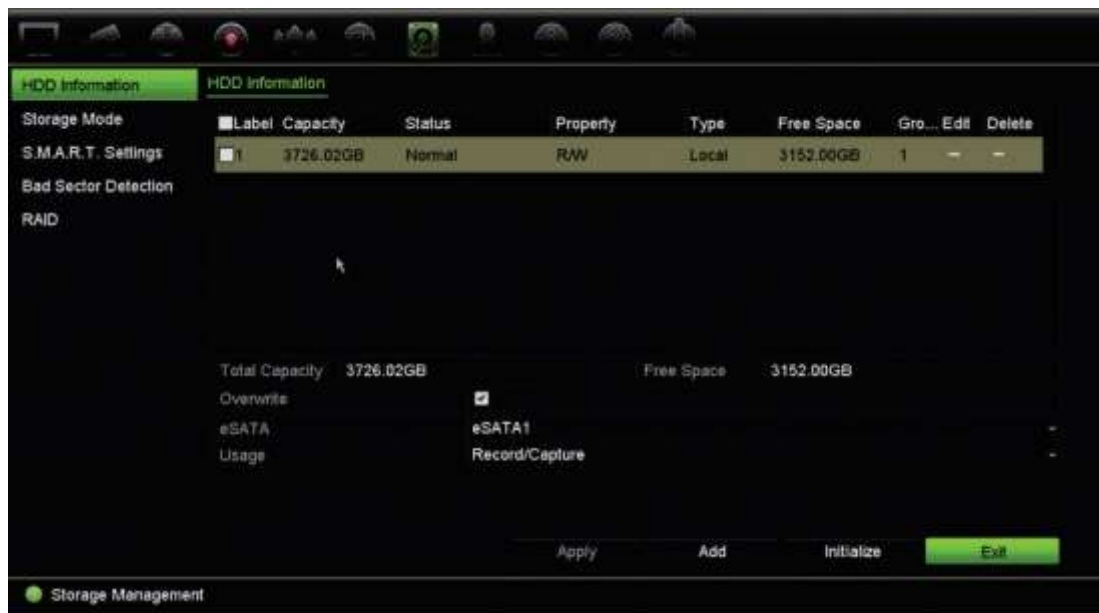 HDD Information
Storage Mode
S.M.A.R.T. Settings
Bad Sector Detection
RAID
HDD Information
Label Capacity Status Property Type Free Space Gro... Edit Delete
1 3726.02GB Normal R/W Local 3152.00GB 1 — —
Total Capacity 3726.02GB Free Space 3152.00GB
Overwrite
eSATA eSATA1
Usage Record/Capture
Apply Add Initialize Exit
Storage Management